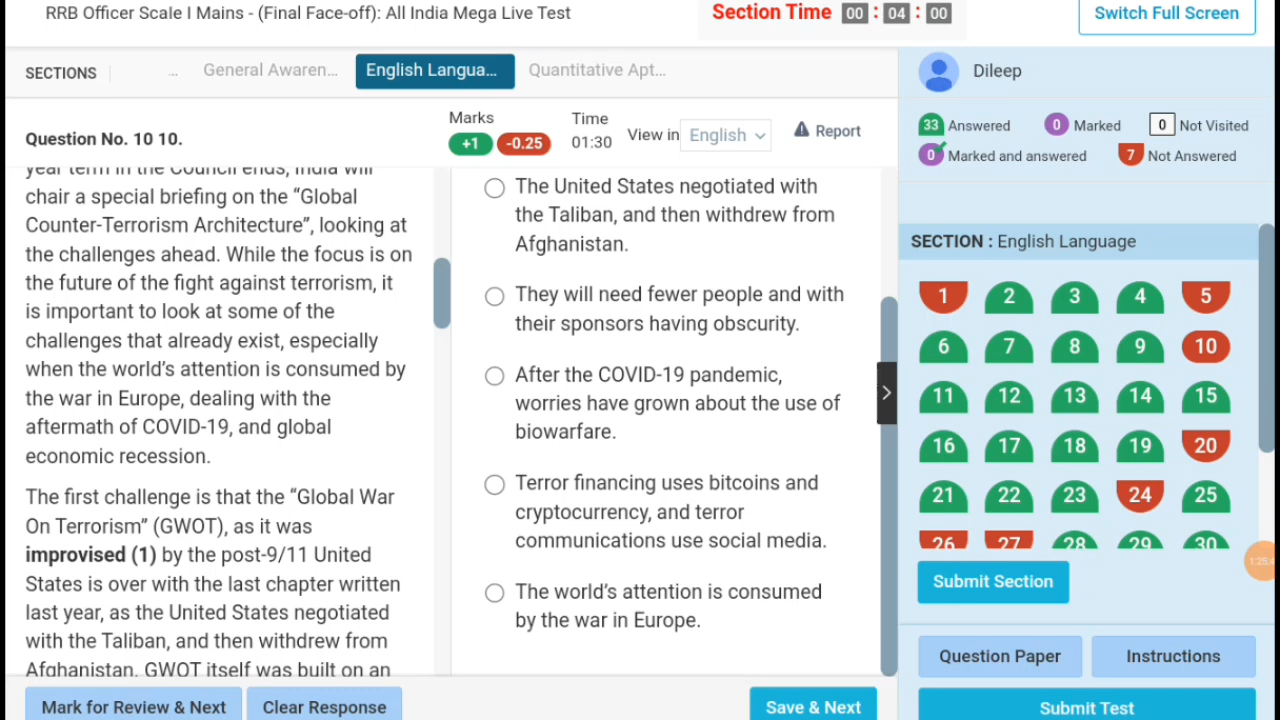 RRB Officer Scale I Mains - (Final Face-off): All India Mega Live Test
Section Time 00 : 04 : 00
Switch Full Screen
SECTIONS
...
General Awaren...
English Langua...
Quantitative Apt...
Dileep
Question No. 10 10.
Marks
+1 -0.25
Time
01:30
View in English
Report
33 Answered
0 Marked
0 Not Visited
0 Marked and answered
7 Not Answered
year term in the Council ends, India will
chair a special briefing on the “Global
Counter-Terrorism Architecture”, looking at
the challenges ahead. While the focus is on
the future of the fight against terrorism, it
is important to look at some of the
challenges that already exist, especially
when the world’s attention is consumed by
the war in Europe, dealing with the
aftermath of COVID-19, and global
economic recession.
The first challenge is that the “Global War
On Terrorism” (GWOT), as it was
improvised (1) by the post-9/11 United
States is over with the last chapter written
last year, as the United States negotiated
with the Taliban, and then withdrew from
Afghanistan. GWOT itself was built on an
The United States negotiated with
the Taliban, and then withdrew from
Afghanistan.
They will need fewer people and with
their sponsors having obscurity.
After the COVID-19 pandemic,
worries have grown about the use of
biowarfare.
Terror financing uses bitcoins and
cryptocurrency, and terror
communications use social media.
The world’s attention is consumed
by the war in Europe.
SECTION : English Language
1 2 3 4 5
6 7 8 9 10
11 12 13 14 15
16 17 18 19 20
21 22 23 24 25
26 27 28 29 30
Submit Section
Question Paper
Instructions
Mark for Review & Next
Clear Response
Save & Next
Submit Test